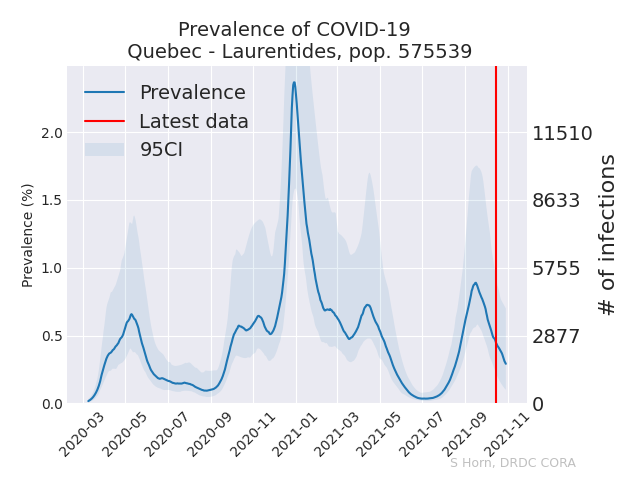 Prevalence of COVID-19
Quebec - Laurentides, pop. 575539
Prevalence
Latest data
95CI
Prevalence (%)
2.0
1.5
1.0
0.5
0.0
11510
8633
5755
2877
0
# of infections
2020-03
2020-05
2020-07
2020-09
2020-11
2021-01
2021-03
2021-05
2021-07
2021-09
2021-11
S Horn, DRDC CORA